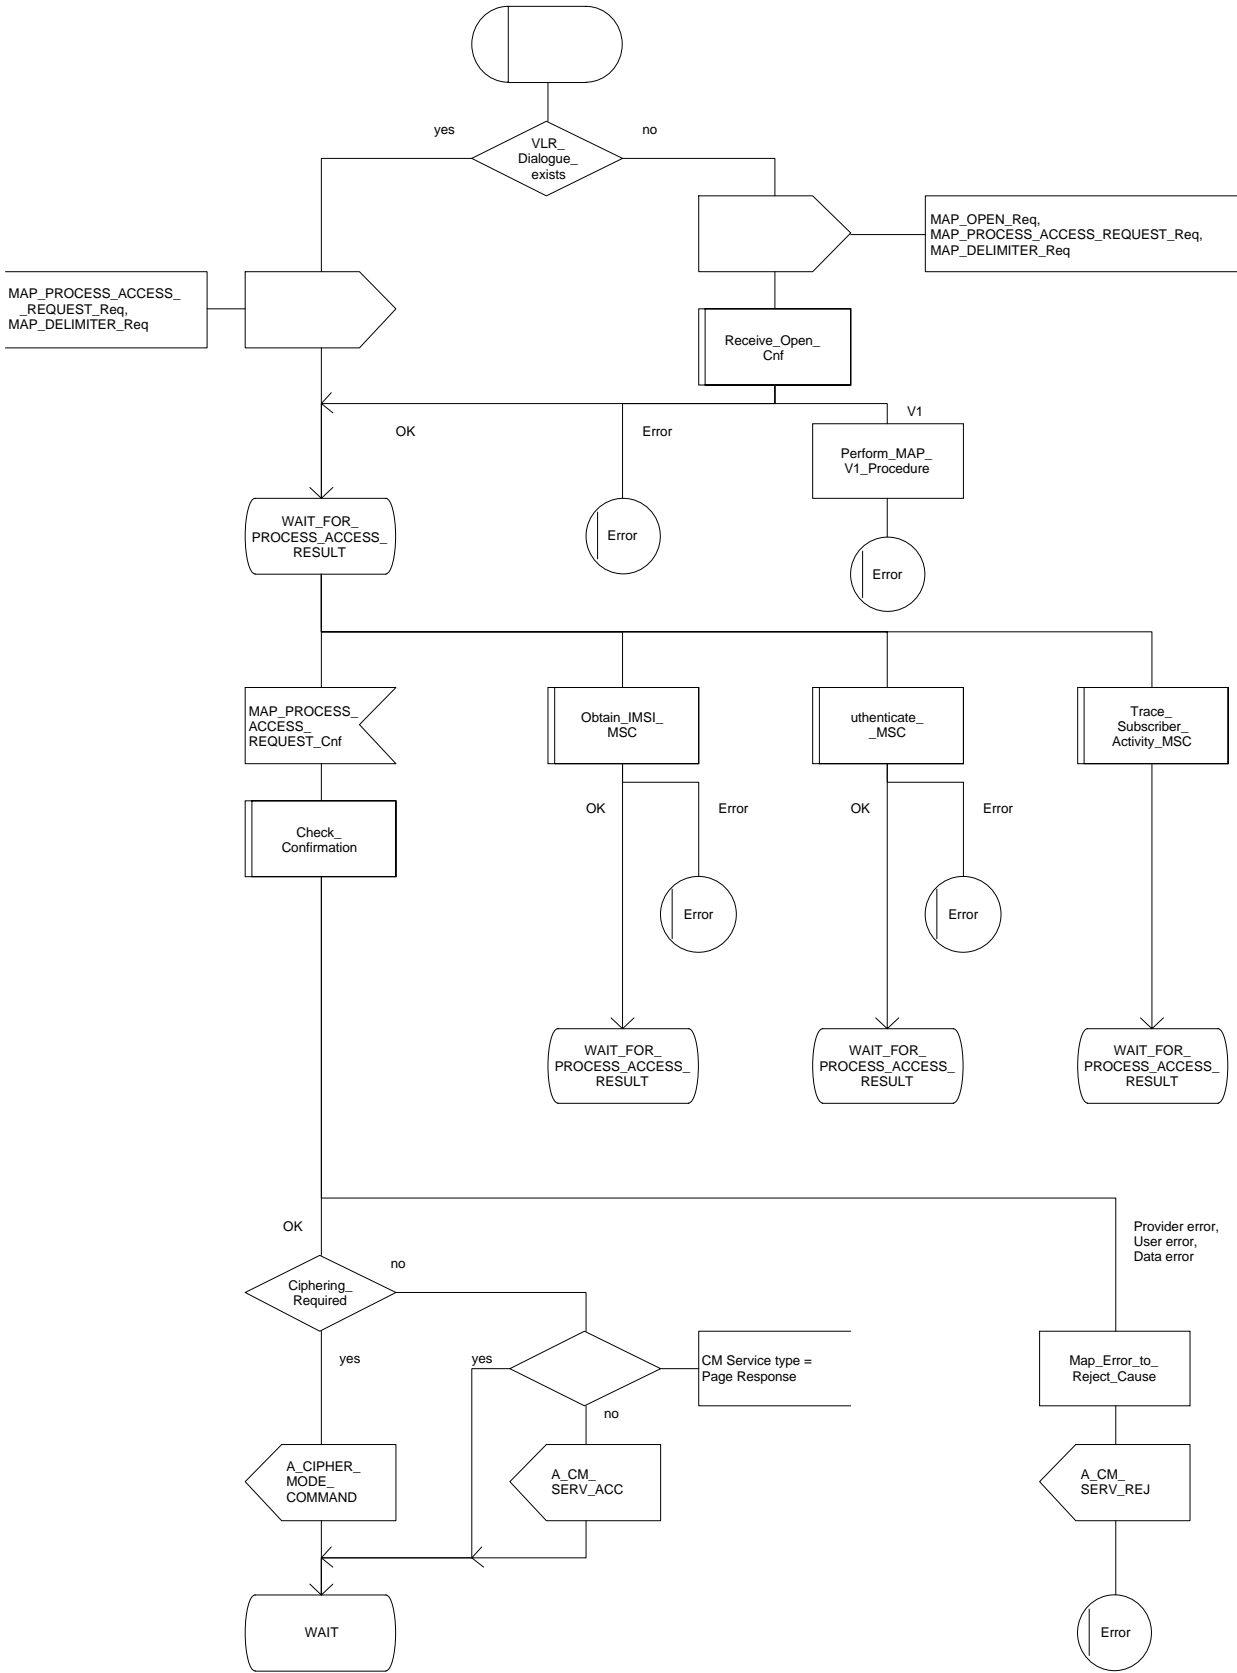 yes
no
VLR_
Dialogue_
exists
MAP_OPEN_Req,
MAP_PROCESS_ACCESS_REQUEST_Req,
MAP_DELIMITER_Req
MAP_PROCESS_ACCESS_
_REQUEST_Req,
MAP_DELIMITER_Req
Receive_Open_
Cnf
OK
Error
V1
Perform_MAP_
V1_Procedure
WAIT_FOR_
PROCESS_ACCESS_
RESULT
Error
Error
MAP_PROCESS_
ACCESS_
REQUEST_Cnf
Obtain_IMSI_
MSC
uthenticate_
_MSC
Trace_
Subscriber_
Activity_MSC
OK
Error
OK
Error
Check_
Confirmation
Error
Error
WAIT_FOR_
PROCESS_ACCESS_
RESULT
WAIT_FOR_
PROCESS_ACCESS_
RESULT
WAIT_FOR_
PROCESS_ACCESS_
RESULT
OK
Provider error,
User error,
Data error
Ciphering_
Required
no
yes
yes
CM Service type =
Page Response
no
Map_Error_to_
Reject_Cause
A_CIPHER_
MODE_
COMMAND
A_CM_
SERV_ACC
A_CM_
SERV_REJ
WAIT
Error